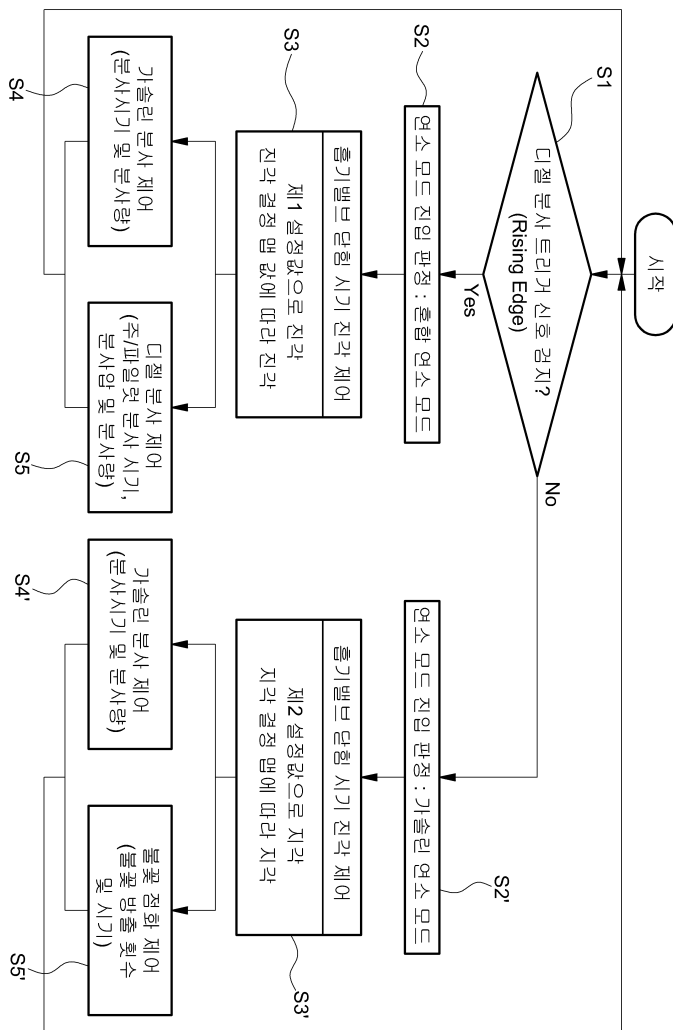 시작
S1
디젤 분사 트리거 신호 검지?
(Rising Edge)
Yes
No
S2
연소 모드 진입 판정 : 혼합 연소 모드
S3
흡기밸브 닫힘 시기 진각 제어
제1 설정값으로 진각
진각 결정 맵 값에 따라 진각
S4
가솔린 분사 제어
(분사시기 및 분사량)
디젤 분사 제어
(주/파일럿 분사 시기,
분사압 및 분사량)
S5
연소 모드 진입 판정 : 가솔린 연소 모드
S2'
흡기밸브 닫힘 시기 진각 제어
제2 설정값으로 지각
지각 결정 맵에 따라 지각
S3'
S4'
가솔린 분사 제어
(분사시기 및 분사량)
불꽃 점화 제어
(불꽃 방출 횟수
및 시기)
S5'